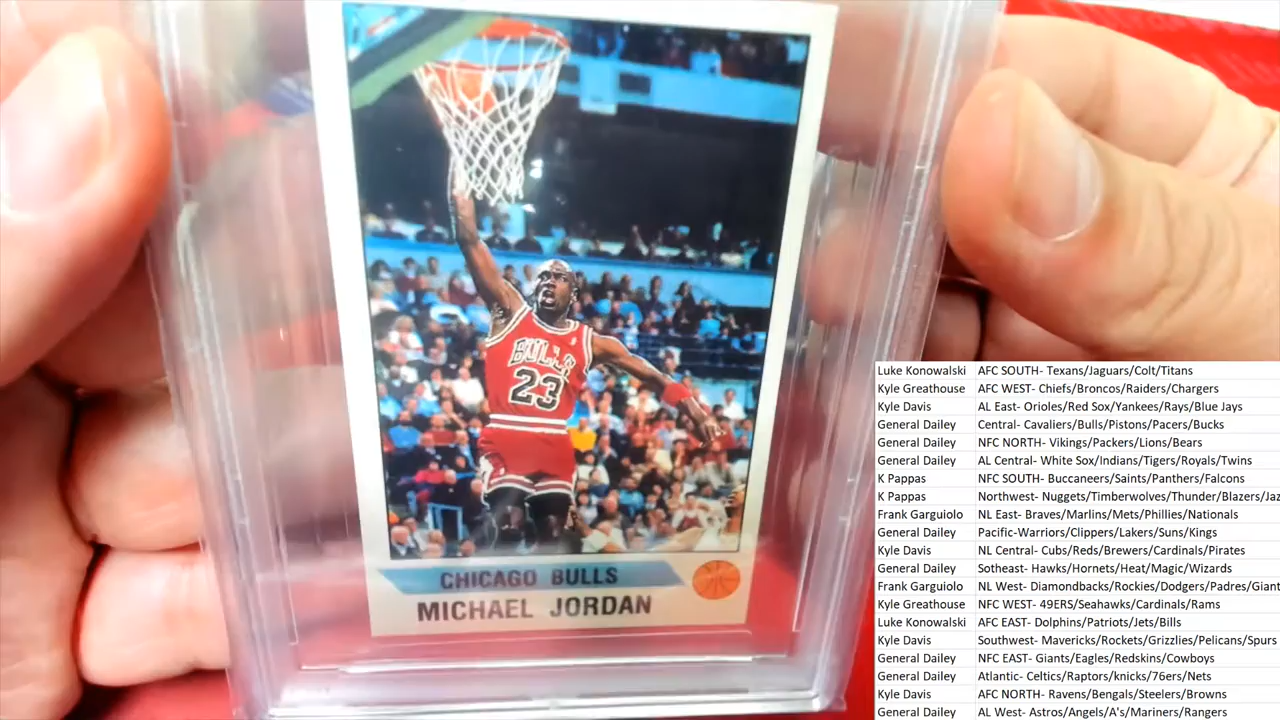 BULLS
23
CHICAGO BULLS
MICHAEL JORDAN
Luke Konowalski AFC SOUTH- Texans/Jaguars/Colt/Titans
Kyle Greathouse AFC WEST- Chiefs/Broncos/Raiders/Chargers
Kyle Davis AL East- Orioles/Red Sox/Yankees/Rays/Blue Jays
General Dailey Central- Cavaliers/Bulls/Pistons/Pacers/Bucks
General Dailey NFC NORTH- Vikings/Packers/Lions/Bears
General Dailey AL Central- White Sox/Indians/Tigers/Royals/Twins
K Pappas NFC SOUTH- Buccaneers/Saints/Panthers/Falcons
K Pappas Northwest- Nuggets/Timberwolves/Thunder/Blazers/Jaz
Frank Garguiolo NL East- Braves/Marlins/Mets/Phillies/Nationals
General Dailey Pacific-Warriors/Clippers/Lakers/Suns/Kings
Kyle Davis NL Central- Cubs/Reds/Brewers/Cardinals/Pirates
General Dailey Sotheast- Hawks/Hornets/Heat/Magic/Wizards
Frank Garguiolo NL West- Diamondbacks/Rockies/Dodgers/Padres/Giant
Kyle Greathouse NFC WEST- 49ERS/Seahawks/Cardinals/Rams
Luke Konowalski AFC EAST- Dolphins/Patriots/Jets/Bills
Kyle Davis Southwest- Mavericks/Rockets/Grizzlies/Pelicans/Spurs
General Dailey NFC EAST- Giants/Eagles/Redskins/Cowboys
General Dailey Atlantic- Celtics/Raptors/knicks/76ers/Nets
Kyle Davis AFC NORTH- Ravens/Bengals/Steelers/Browns
General Dailey AL West- Astros/Angels/A's/Mariners/Rangers